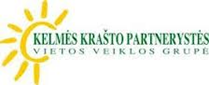 KELMĖS KRAŠTO PARTNERYSTĖS
VIETOS VEIKLOS GRUPĖ